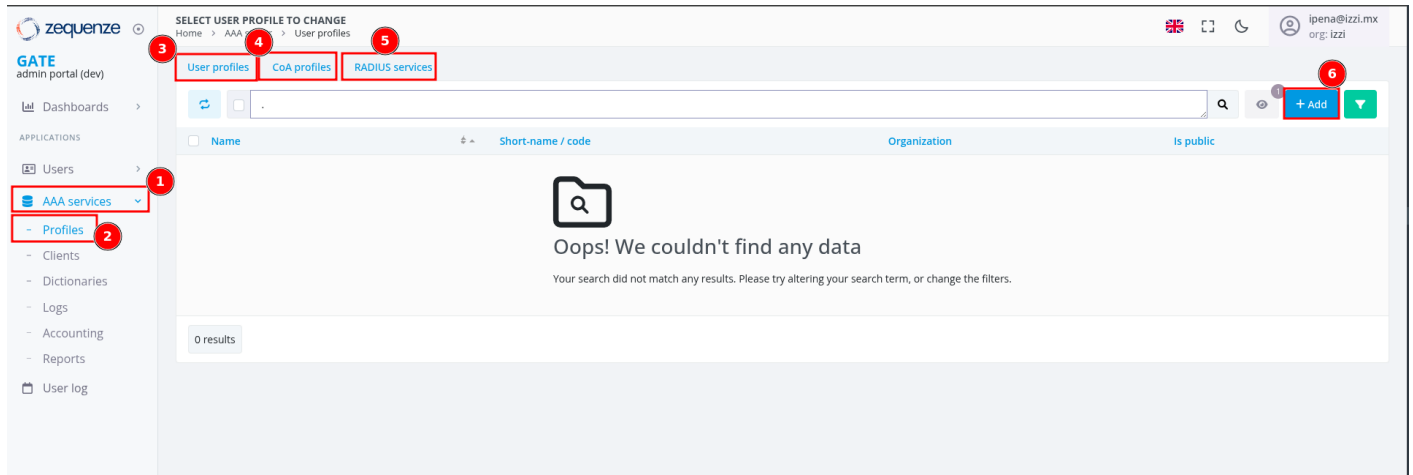 zequenze
SELECT USER PROFILE TO CHANGE
Home > AAA s > User profiles
ipena@izzi.mx
org: izzi
GATE
admin portal (dev)
3
4
5
User profiles
CoA profiles
RADIUS services
6
Dashboards
.
1
+ Add
APPLICATIONS
Name
Short-name / code
Organization
Is public
Users
1
AAA services
Profiles
2
Clients
Dictionaries
Logs
Accounting
Reports
User log
Oops! We couldn't find any data
Your search did not match any results. Please try altering your search term, or change the filters.
0 results